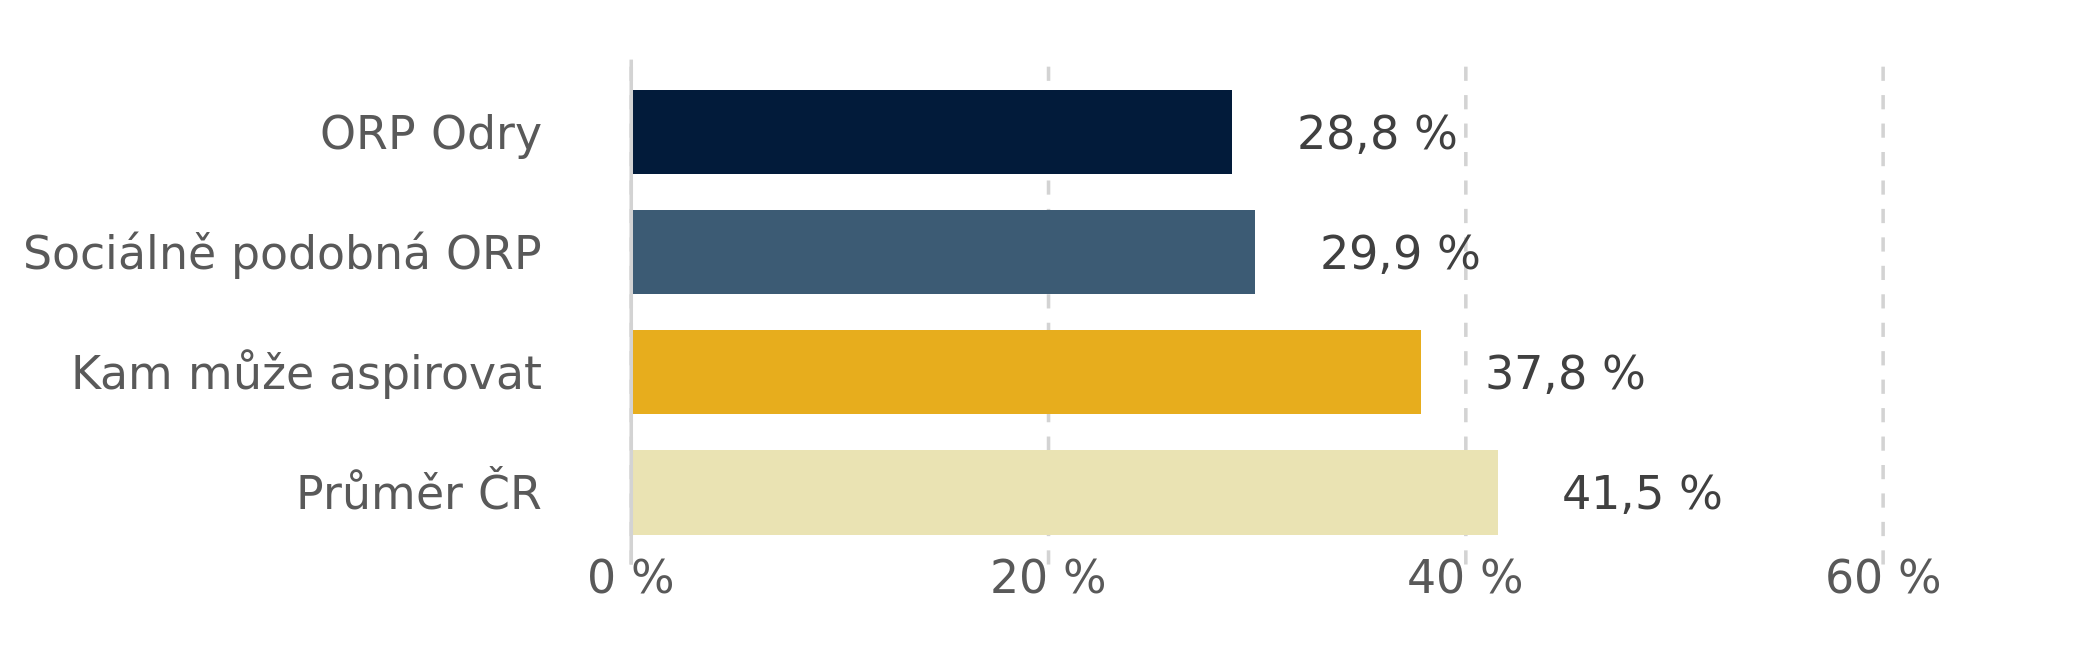 ORP Odry 28,8 %
Sociálně podobná ORP 29,9 %
Kam může aspirovat 37,8 %
Průměr ČR 41,5 %
0 % 20 % 40 % 60 %